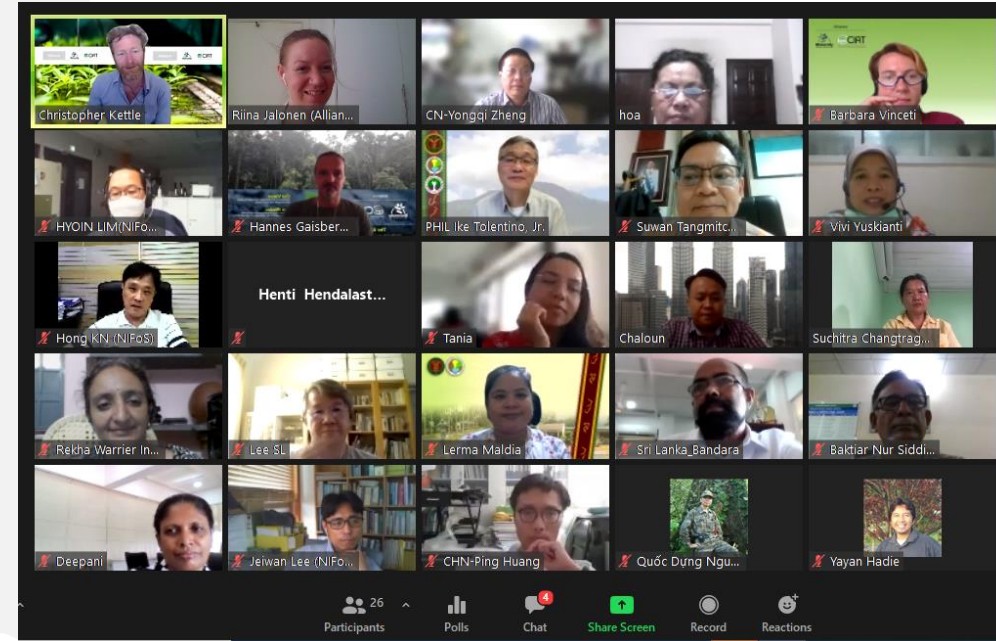 Christopher Kettle
Riina Jalonen (Allian...
CN-Yongqi Zheng
hoa
CIAT
Barbara Vinceti
HYOIN LIM(NIFo...
Hannes Gaisber...
PHIL Ike Tolentino, Jr.
Suwan Tangmitc...
Vivi Yuskianti
Hong KN (NIFoS)
Henti Hendalast...
Tania
Chaloun
Suchitra Changtrag...
Rekha Warrier In...
Lee SL
Lerma Maldia
Sri Lanka_Bandara
Baktiar Nur Siddi...
Deepani
Jeiwan Lee (NIFo...
CHN-Ping Huang
Quốc Dựng Ngu...
Yayan Hadie
26
4
Participants
Polls
Chat
Share Screen
Record
Reactions